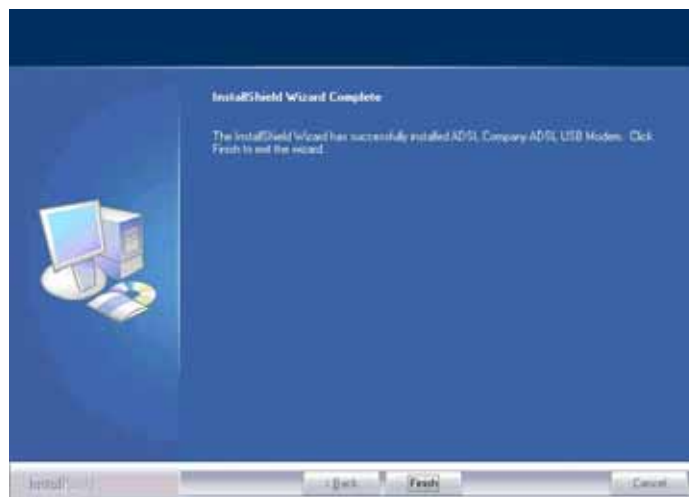 InstallShield Wizard Complete
The InstallShield Wizard has successfully installed ADSL Company ADSL USB Modem. Click
Finish to exit the wizard.
< Back
Finish
Cancel